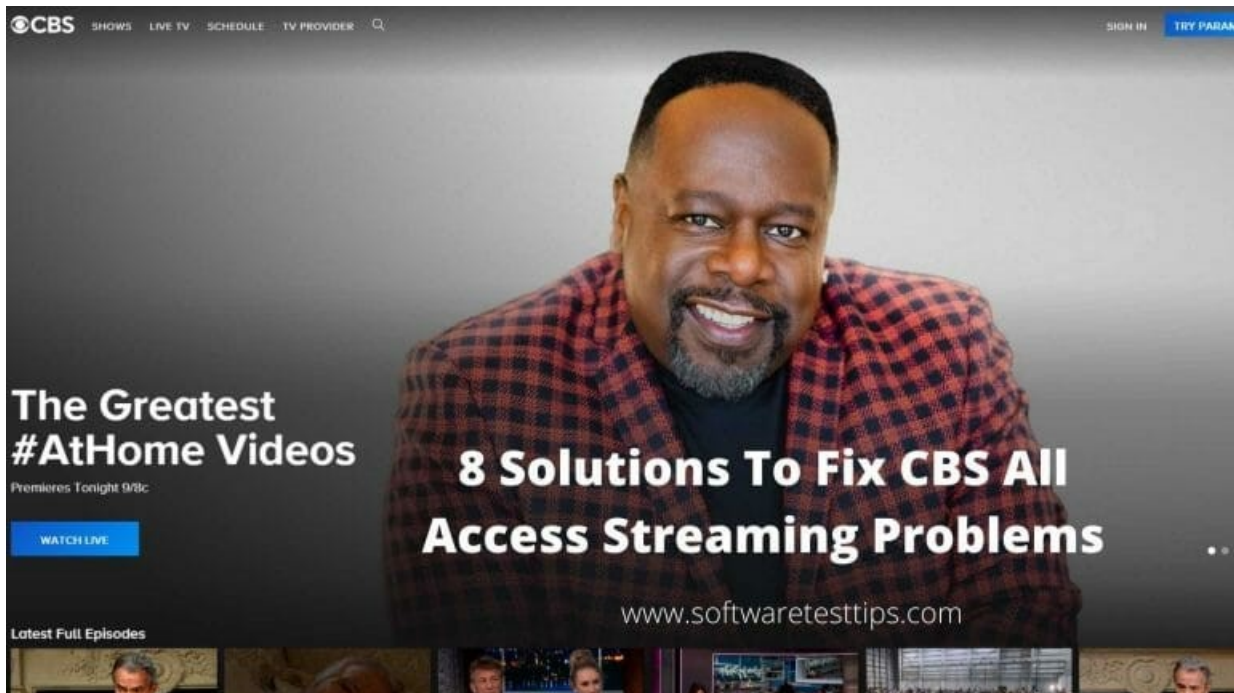 CBS SHOWS LIVE TV SCHEDULE TV PROVIDER
SIGN IN TRY PARAM
The Greatest
#AtHome Videos
Premieres Tonight 9/8c
WATCH LIVE
8 Solutions To Fix CBS All
Access Streaming Problems
www.softwaretesttips.com
Latest Full Episodes